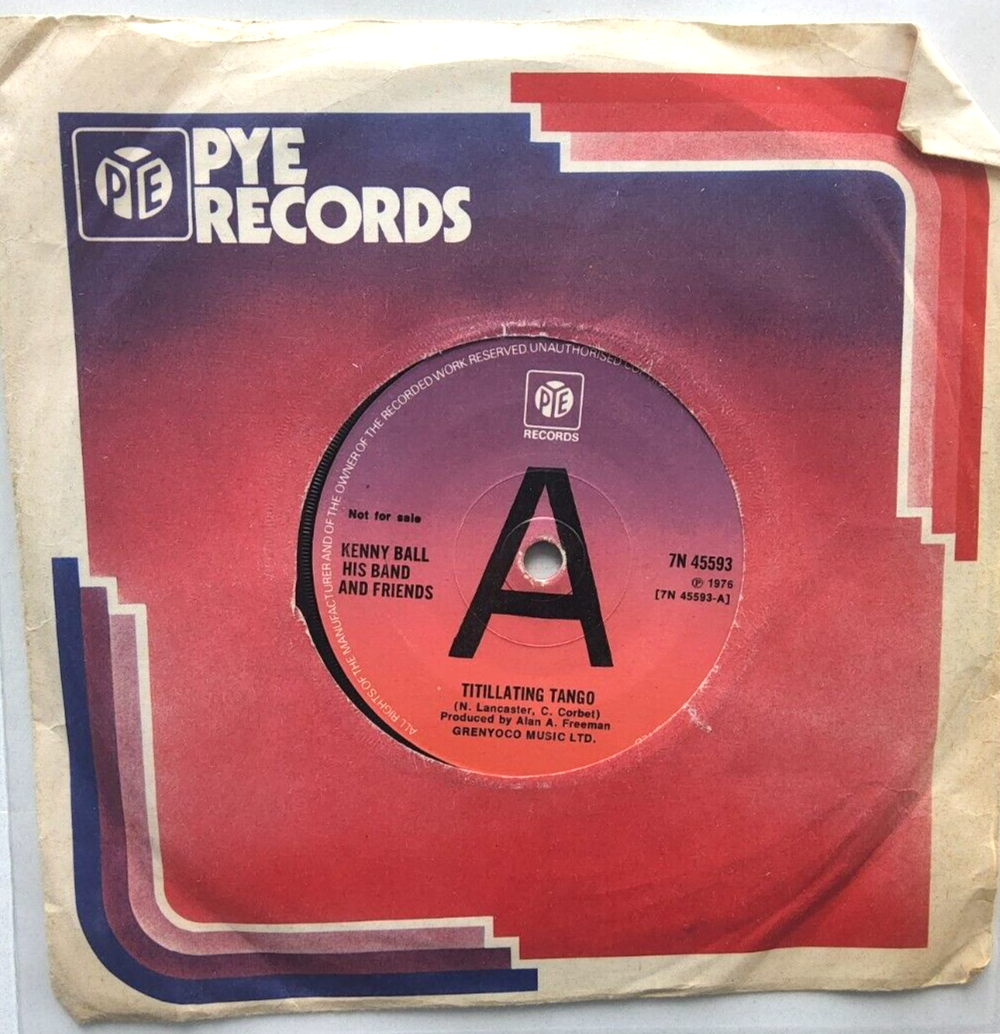 PYE
PYE
RECORDS
ALL RIGHTS OF THE MANUFACTURER AND OF THE OWNER OF THE RECORDED WORK RESERVED. UNAUTHORISED
PYE
RECORDS
A
Not for sale
KENNY BALL
HIS BAND
AND FRIENDS
7N 45593
℗ 1976
[7N 45593-A]
TITILLATING TANGO
(N. Lancaster, C. Corbet)
Produced by Alan A. Freeman
GRENYOCO MUSIC LTD.